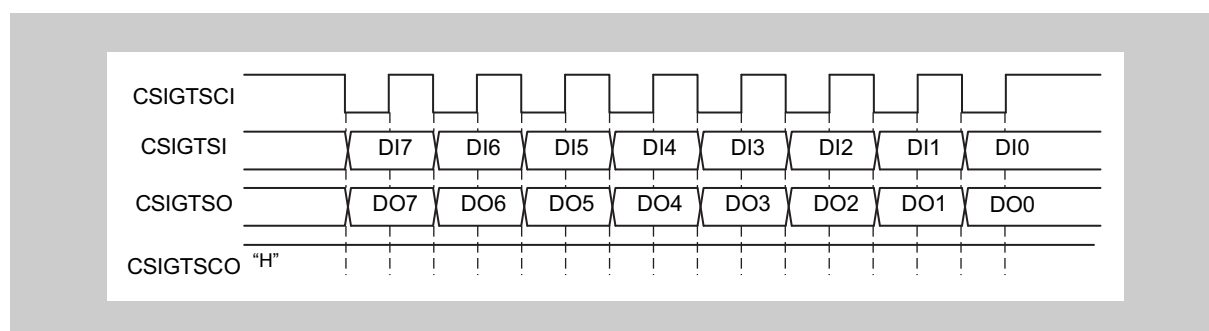 CSIGTSCI
CSIGTSI DI7 DI6 DI5 DI4 DI3 DI2 DI1 DI0
CSIGTSO DO7 DO6 DO5 DO4 DO3 DO2 DO1 DO0
CSIGTSCO “H”